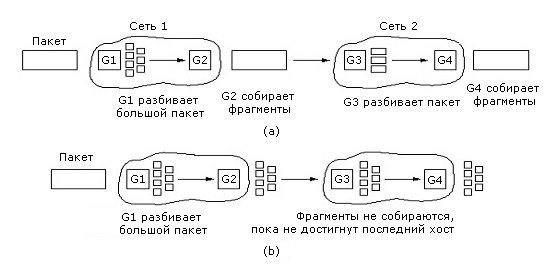 Сеть 1
Сеть 2
Пакет
G1
G2
G3
G4
G1 разбивает
большой пакет
G2 собирает
фрагменты
G3 разбивает пакет
G4 собирает
фрагменты
(a)
Пакет
G1
G2
G3
G4
G1 разбивает
большой пакет
Фрагменты не собираются,
пока не достигнут последний хост
(b)